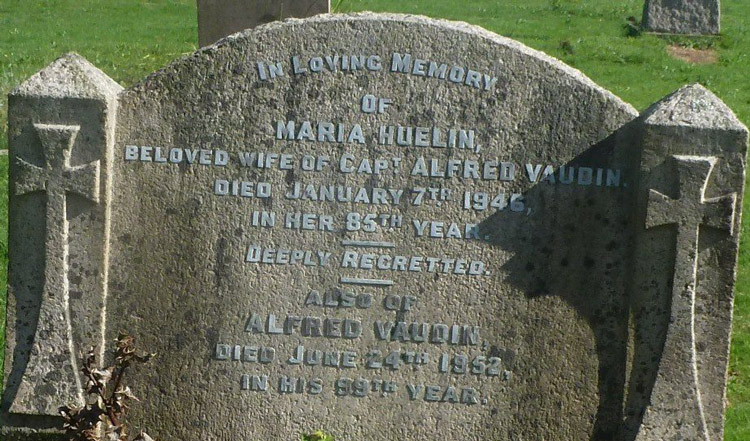 In Loving Memory
OF
MARIA HUELIN,
BELOVED WIFE OF CAPT ALFRED VAUDIN.
DIED JANUARY 7TH 1946,
IN HER 85TH YEAR.
DEEPLY REGRETTED.
ALSO OF
ALFRED VAUDIN,
DIED JUNE 24TH 1952,
IN HIS 99TH YEAR.